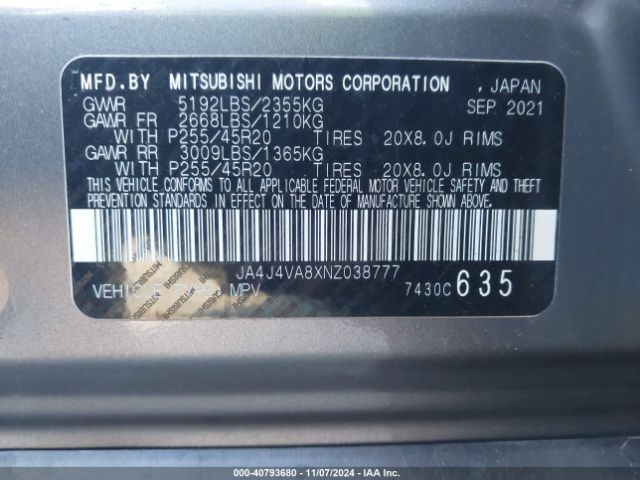 MFD.BY MITSUBISHI MOTORS CORPORATION , JAPAN
GVWR 5192LBS/2355KG SEP 2021
GAWR FR 2668LBS/1210KG
WITH P255/45R20 TIRES 20X8.0J RIMS
GAWR RR 3009LBS/1365KG
WITH P255/45R20 TIRES 20X8.0J RIMS
THIS VEHICLE CONFORMS TO ALL APPLICABLE FEDERAL MOTOR VEHICLE SAFETY AND THEFT
PREVENTION STANDARDS IN EFFECT ON THE DATE OF MANUFACTURE SHOWN ABOVE.
JA4J4VA8XNZ038777
VEHICLE TYPE MPV 7430C 635
000-40793680 - 11/07/2024 - IAA Inc.